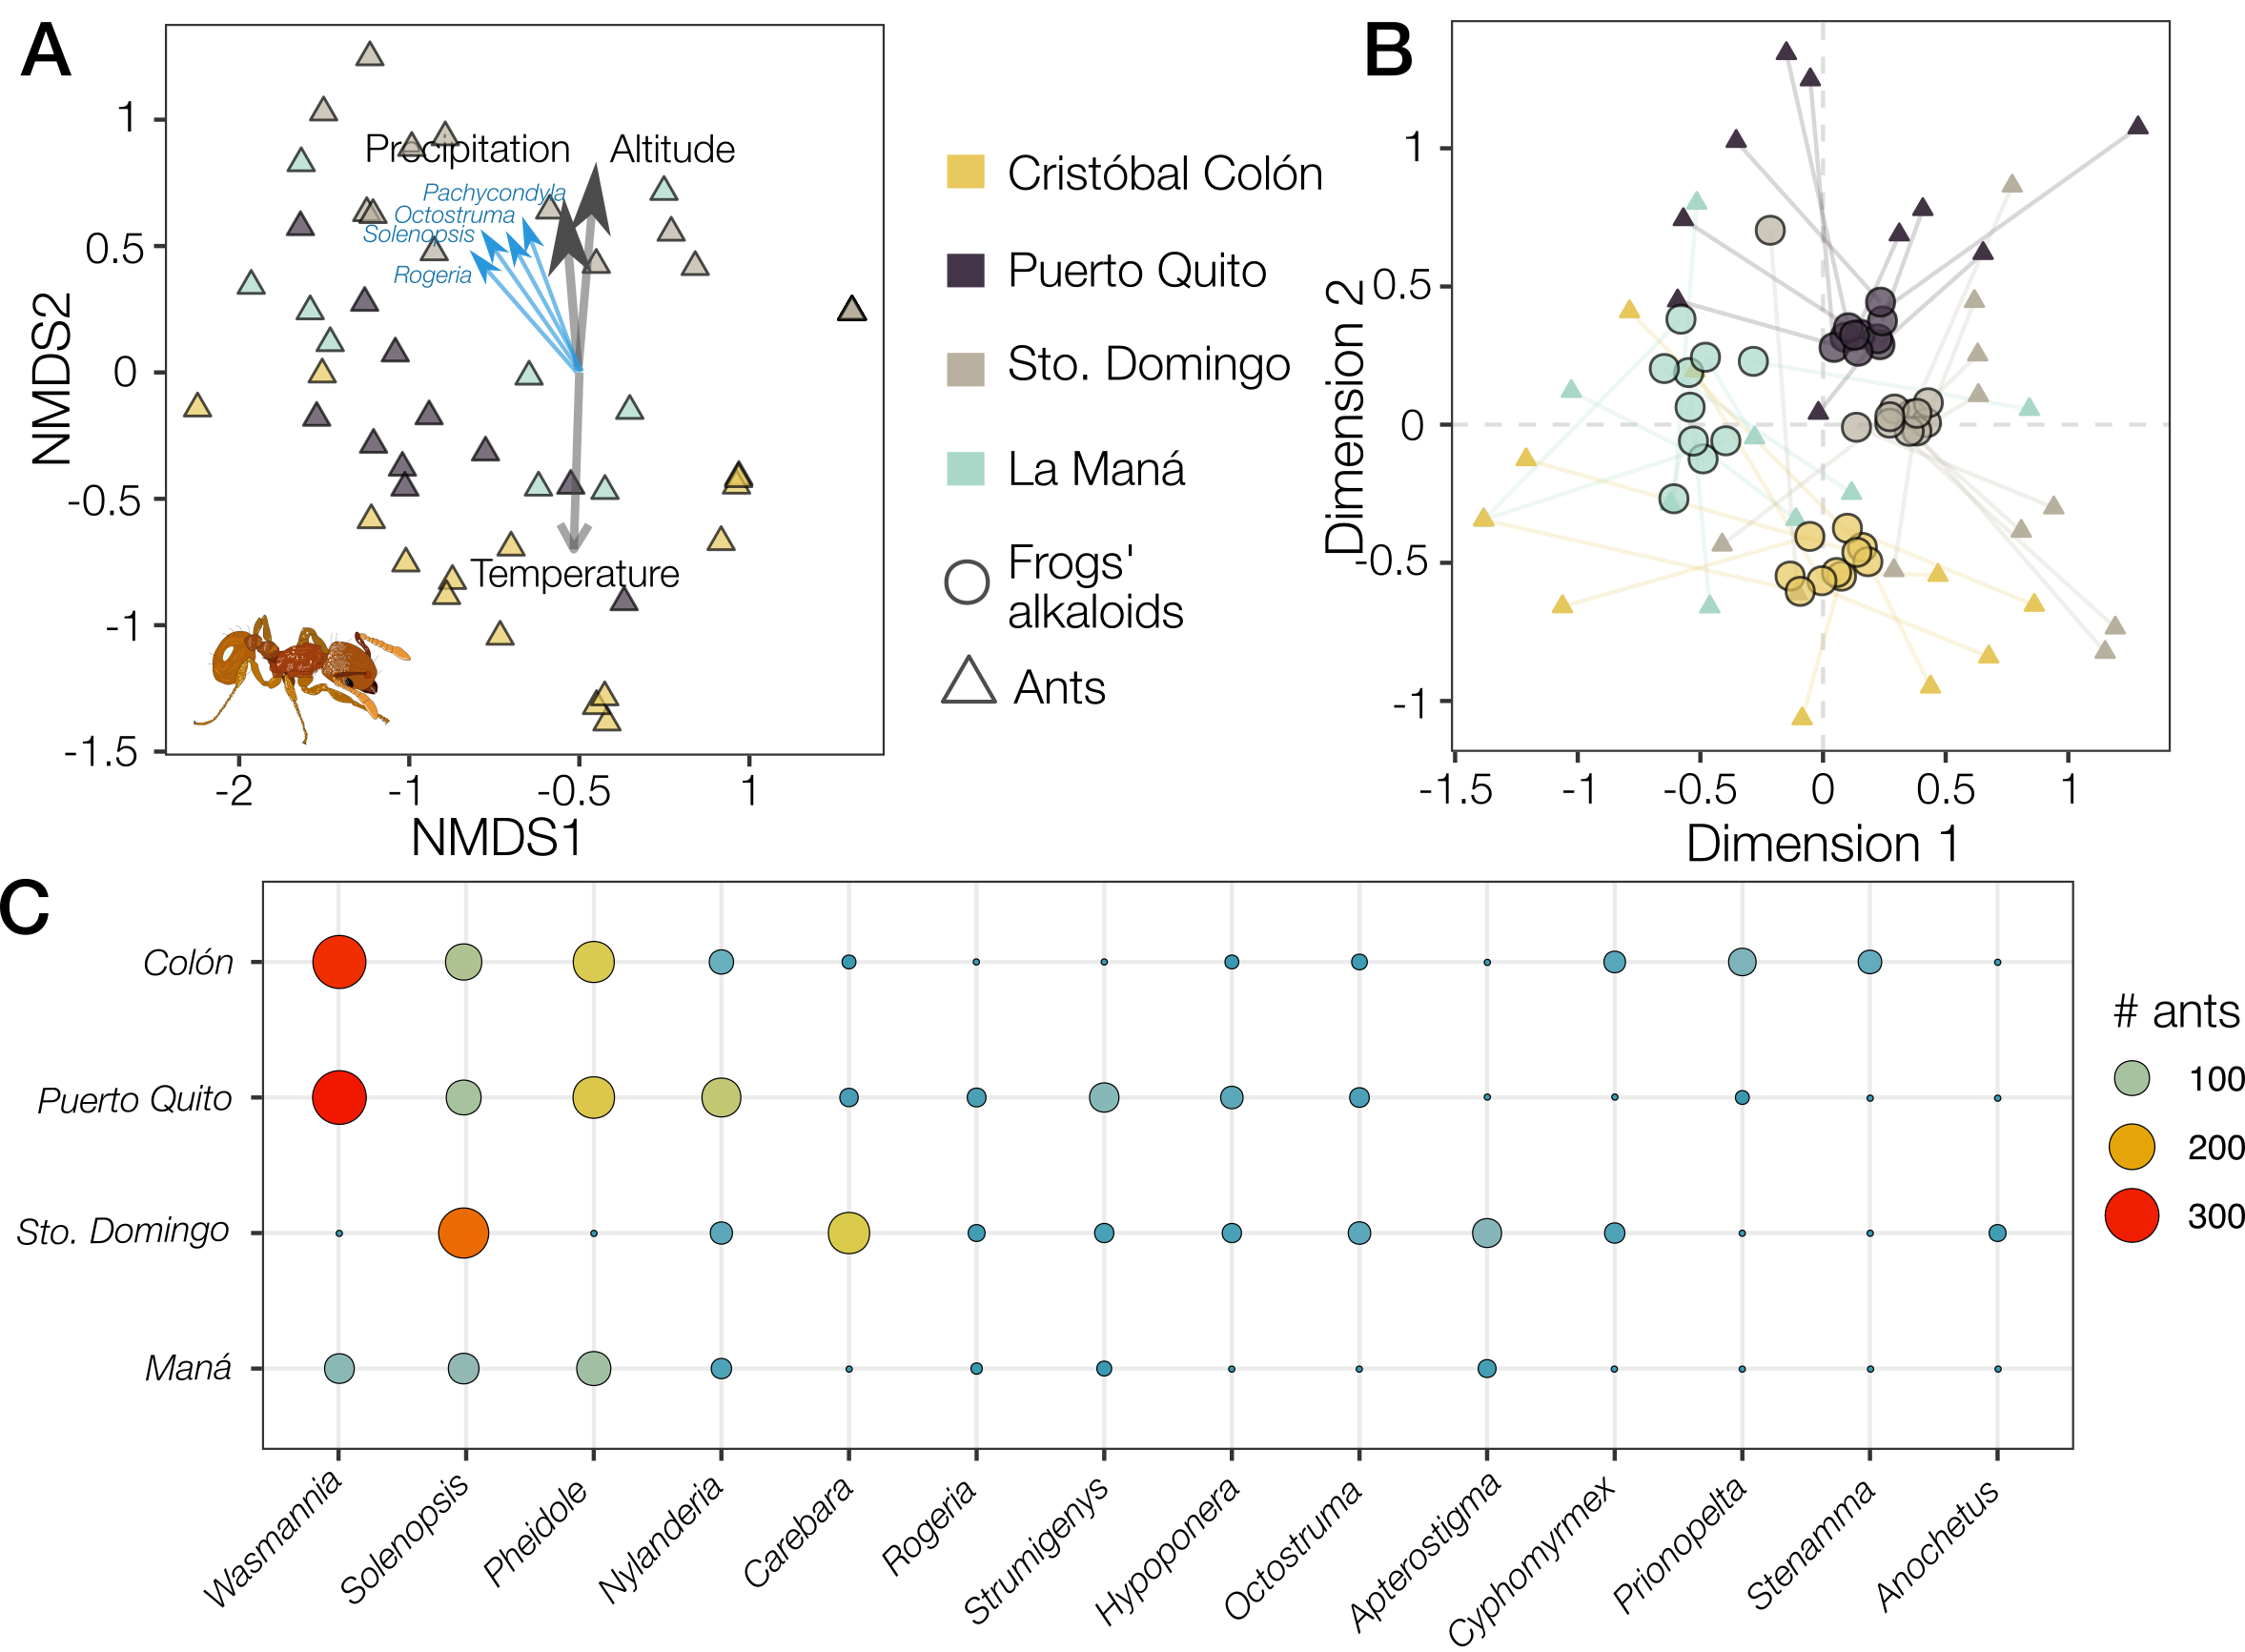 A
1
0.5
0
-0.5
-1
-1.5
NMDS2
-2
-1
-0.5
1
NMDS1
Precipitation
Altitude
Pachycondyla
Octostruma
Solenopsis
Rogeria
Temperature
Cristóbal Colón
Puerto Quito
Sto. Domingo
La Maná
Frogs'
alkaloids
Ants
B
1
0.5
0
-0.5
-1
Dimension 2
-1.5
-1
-0.5
0
0.5
1
Dimension 1
C
Colón
Puerto Quito
Sto. Domingo
Maná
Wasmannia
Solenopsis
Pheidole
Nylanderia
Carebara
Rogeria
Strumigenys
Hypoponera
Octostruma
Apterostigma
Cyphomyrmex
Prionopelta
Stenamma
Anochetus
# ants
100
200
300